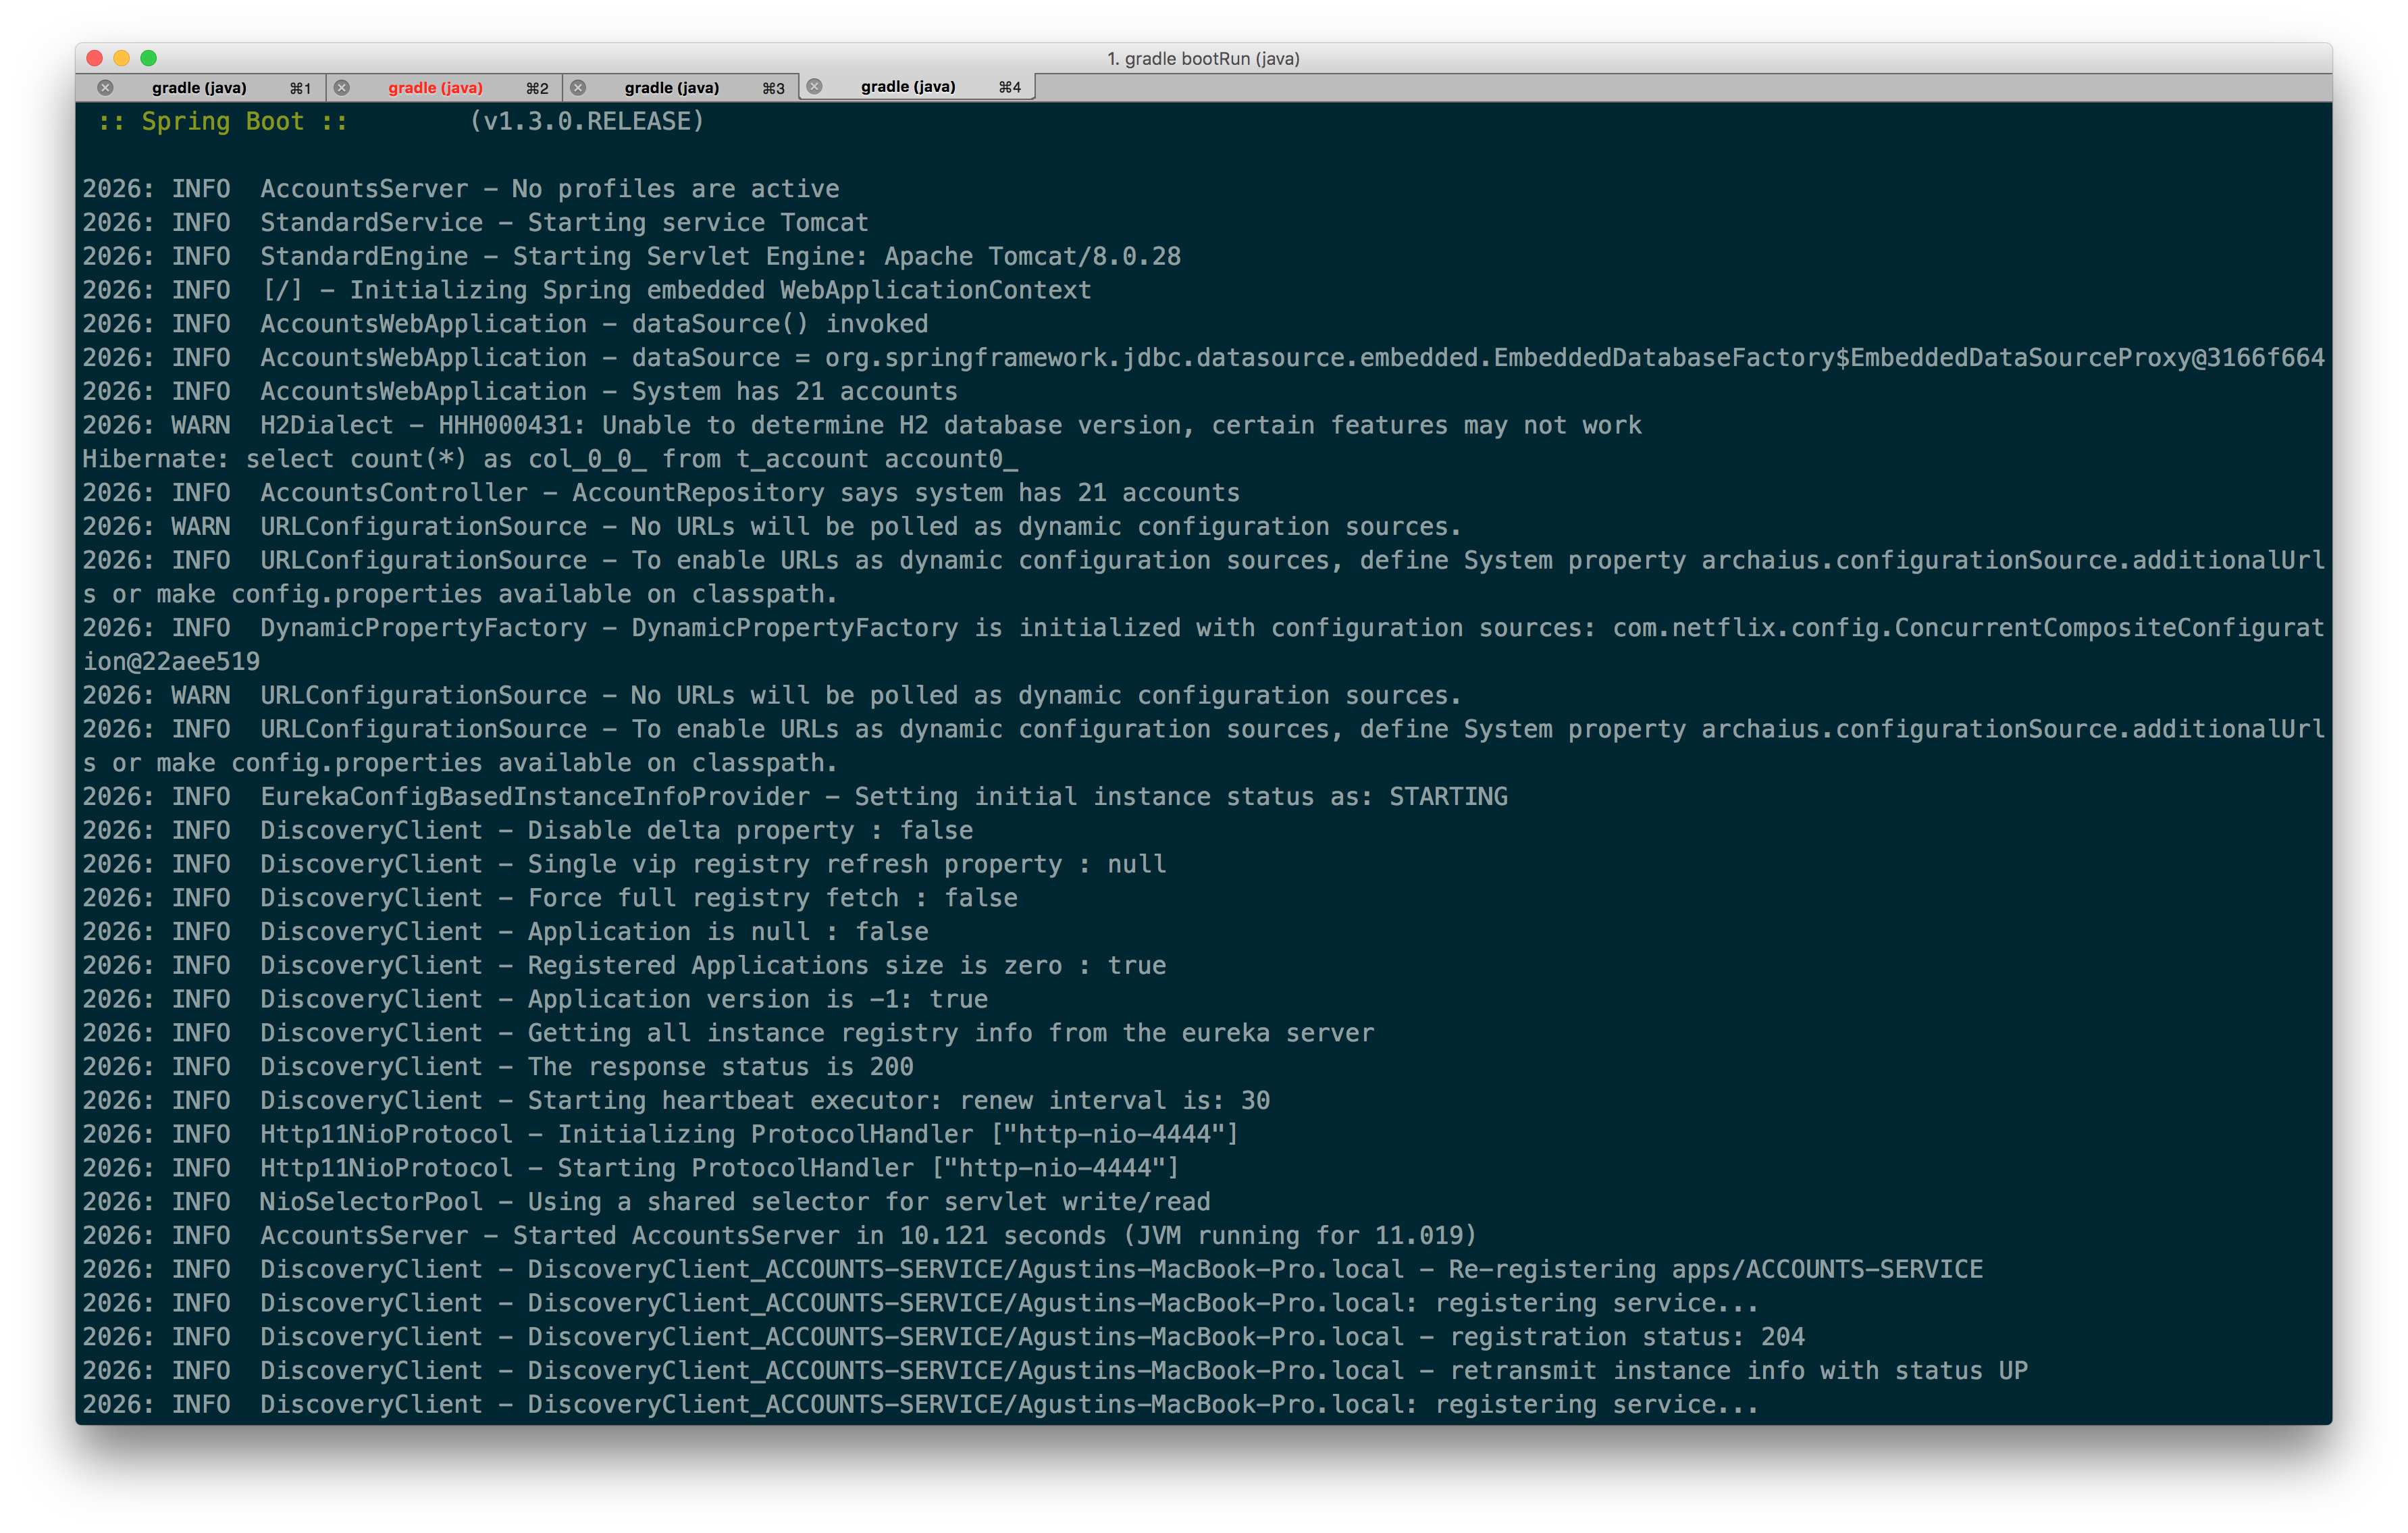 1. gradle bootRun (java)
gradle (java) ⌘1 gradle (java) ⌘2 gradle (java) ⌘3 gradle (java) ⌘4
:: Spring Boot ::        (v1.3.0.RELEASE)
2026: INFO  AccountsServer – No profiles are active
2026: INFO  StandardService – Starting service Tomcat
2026: INFO  StandardEngine – Starting Servlet Engine: Apache Tomcat/8.0.28
2026: INFO  [/] – Initializing Spring embedded WebApplicationContext
2026: INFO  AccountsWebApplication – dataSource() invoked
2026: INFO  AccountsWebApplication – dataSource = org.springframework.jdbc.datasource.embedded.EmbeddedDatabaseFactory$EmbeddedDataSourceProxy@3166f664
2026: INFO  AccountsWebApplication – System has 21 accounts
2026: WARN  H2Dialect – HHH000431: Unable to determine H2 database version, certain features may not work
Hibernate: select count(*) as col_0_0_ from t_account account0_
2026: INFO  AccountsController – AccountRepository says system has 21 accounts
2026: WARN  URLConfigurationSource – No URLs will be polled as dynamic configuration sources.
2026: INFO  URLConfigurationSource – To enable URLs as dynamic configuration sources, define System property archaius.configurationSource.additionalUrl
s or make config.properties available on classpath.
2026: INFO  DynamicPropertyFactory – DynamicPropertyFactory is initialized with configuration sources: com.netflix.config.ConcurrentCompositeConfigurat
ion@22aee519
2026: WARN  URLConfigurationSource – No URLs will be polled as dynamic configuration sources.
2026: INFO  URLConfigurationSource – To enable URLs as dynamic configuration sources, define System property archaius.configurationSource.additionalUrl
s or make config.properties available on classpath.
2026: INFO  EurekaConfigBasedInstanceInfoProvider – Setting initial instance status as: STARTING
2026: INFO  DiscoveryClient – Disable delta property : false
2026: INFO  DiscoveryClient – Single vip registry refresh property : null
2026: INFO  DiscoveryClient – Force full registry fetch : false
2026: INFO  DiscoveryClient – Application is null : false
2026: INFO  DiscoveryClient – Registered Applications size is zero : true
2026: INFO  DiscoveryClient – Application version is –1: true
2026: INFO  DiscoveryClient – Getting all instance registry info from the eureka server
2026: INFO  DiscoveryClient – The response status is 200
2026: INFO  DiscoveryClient – Starting heartbeat executor: renew interval is: 30
2026: INFO  Http11NioProtocol – Initializing ProtocolHandler ["http–nio–4444"]
2026: INFO  Http11NioProtocol – Starting ProtocolHandler ["http–nio–4444"]
2026: INFO  NioSelectorPool – Using a shared selector for servlet write/read
2026: INFO  AccountsServer – Started AccountsServer in 10.121 seconds (JVM running for 11.019)
2026: INFO  DiscoveryClient – DiscoveryClient_ACCOUNTS–SERVICE/Agustins–MacBook–Pro.local – Re–registering apps/ACCOUNTS–SERVICE
2026: INFO  DiscoveryClient – DiscoveryClient_ACCOUNTS–SERVICE/Agustins–MacBook–Pro.local: registering service...
2026: INFO  DiscoveryClient – DiscoveryClient_ACCOUNTS–SERVICE/Agustins–MacBook–Pro.local – registration status: 204
2026: INFO  DiscoveryClient – DiscoveryClient_ACCOUNTS–SERVICE/Agustins–MacBook–Pro.local – retransmit instance info with status UP
2026: INFO  DiscoveryClient – DiscoveryClient_ACCOUNTS–SERVICE/Agustins–MacBook–Pro.local: registering service...